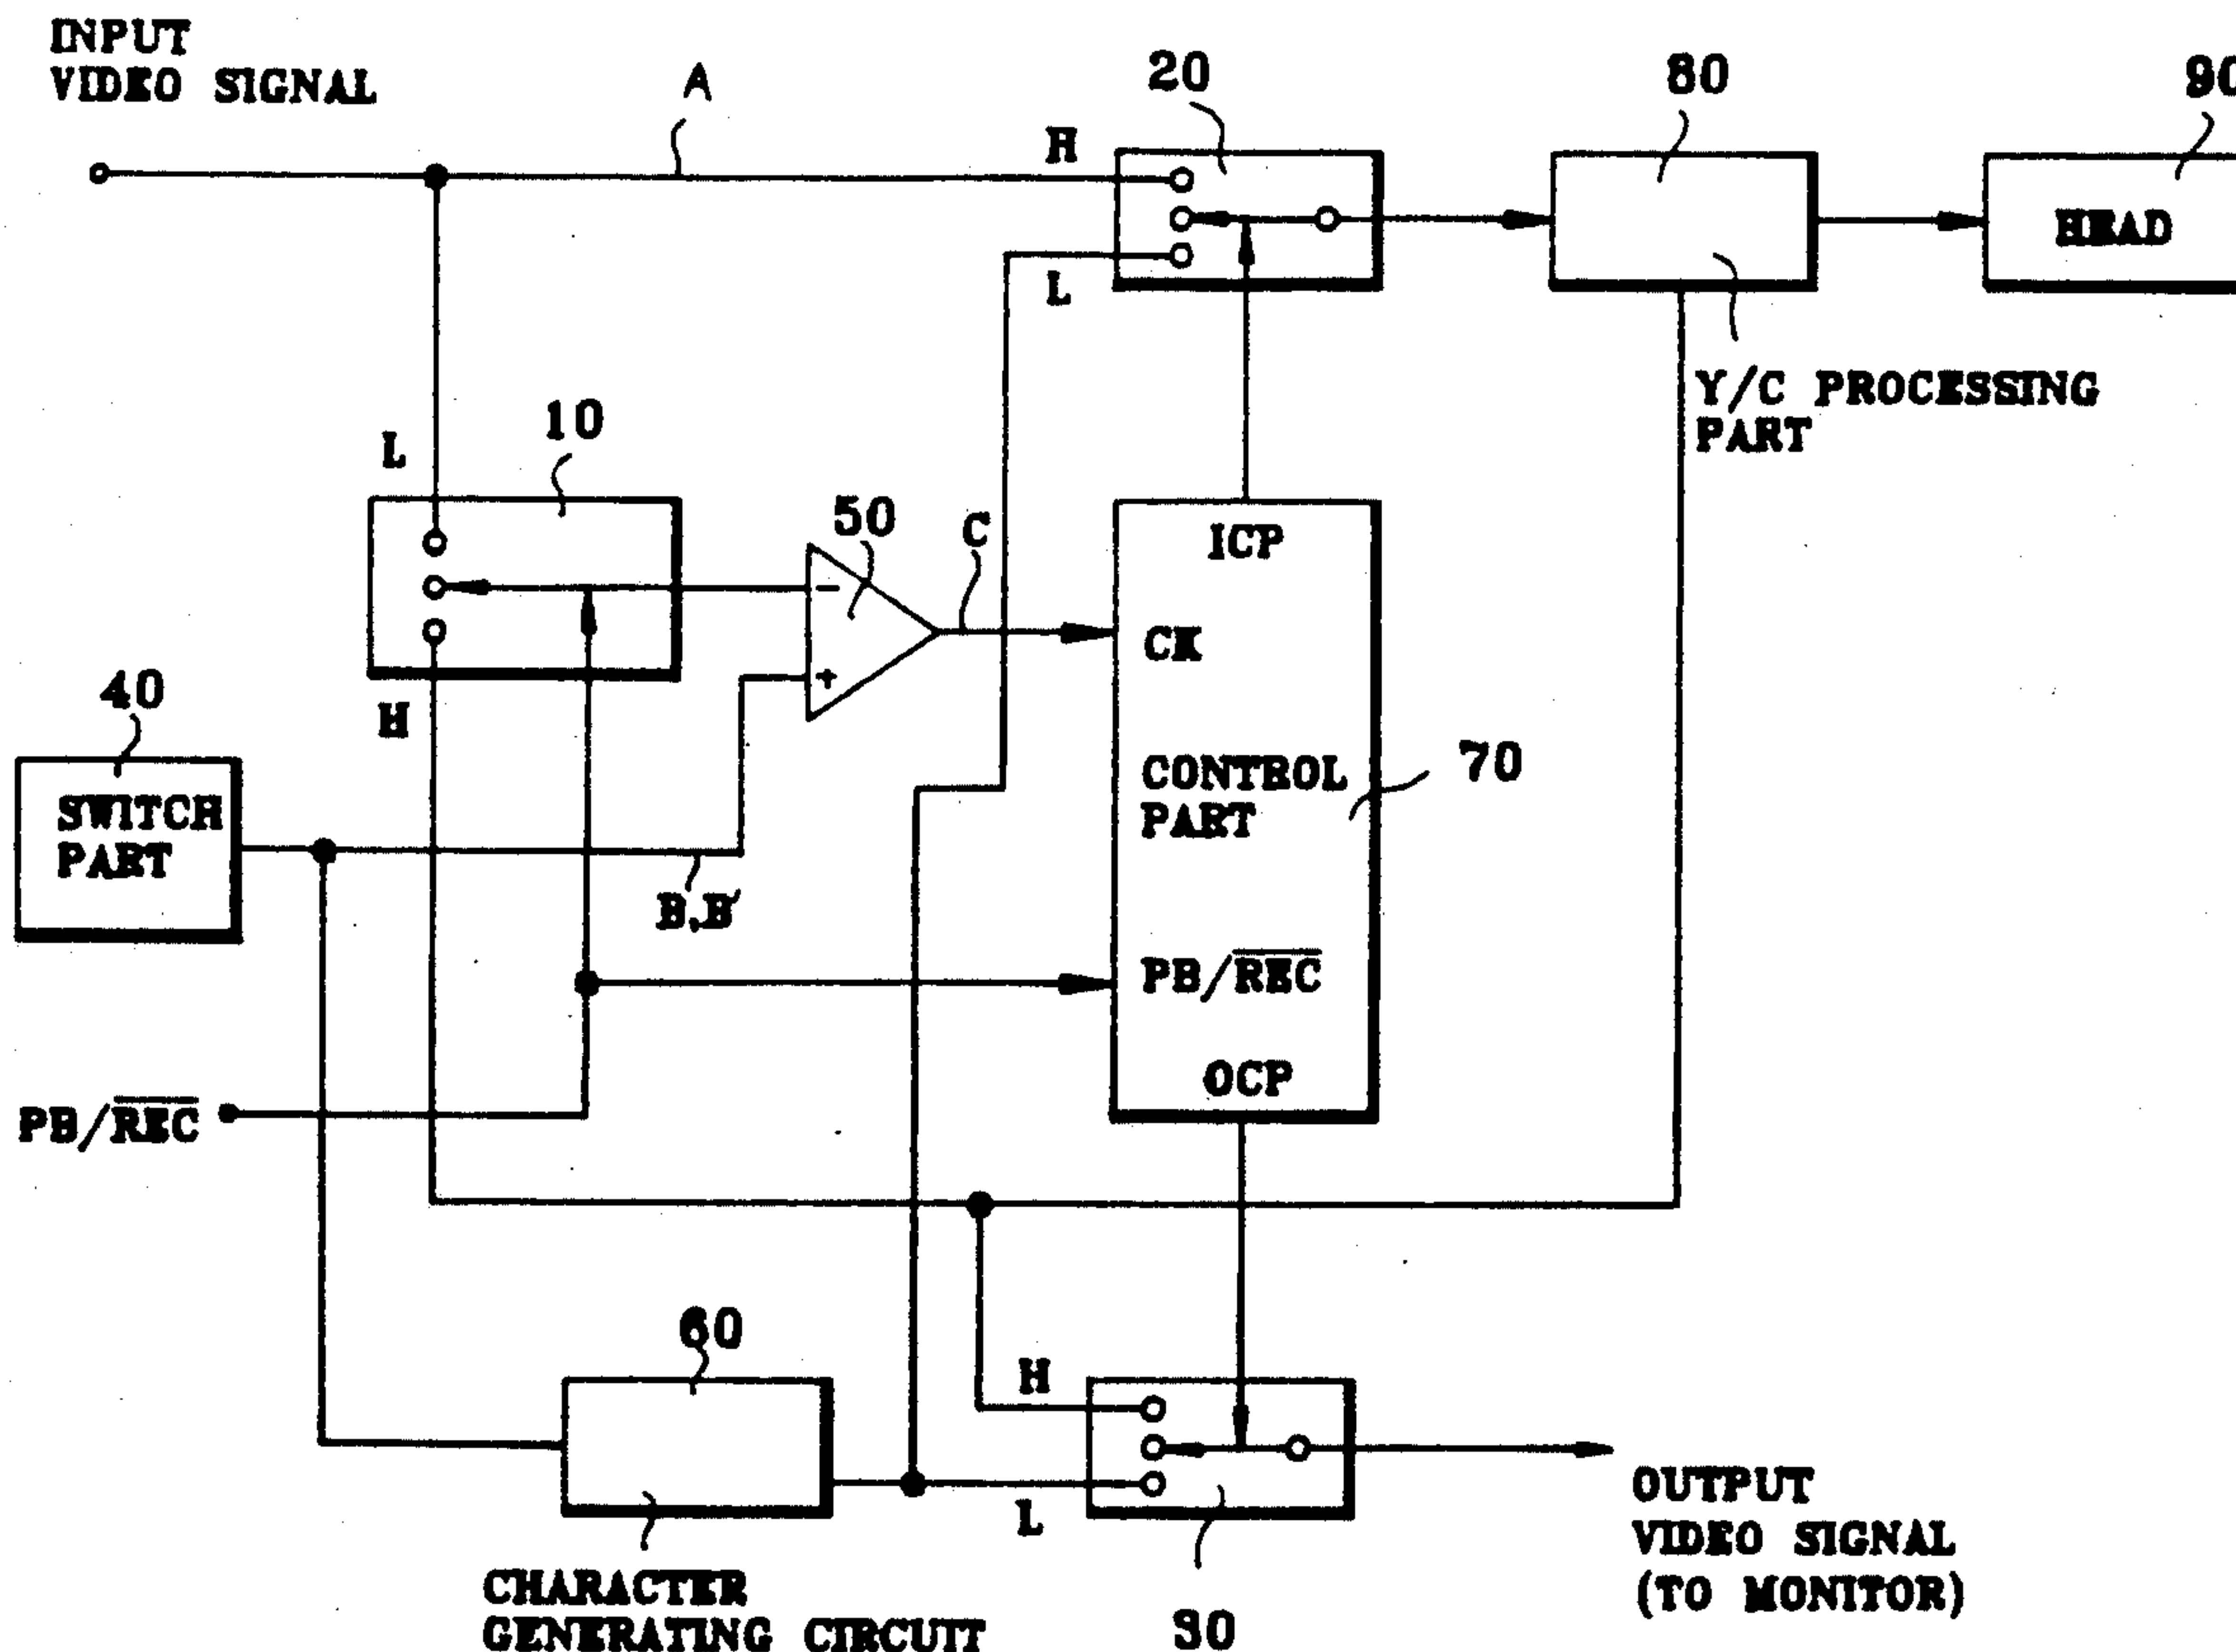 INPUT
VIDEO SIGNAL
A
20
80
90
H
L
HEAD
Y/C PROCESSING
PART
L
10
50
C
ICP
CK
H
40
SWITCH
PART
CONTROL
PART
70
B,B'
PB/REC
PB/REC
OCP
60
H
L
CHARACTER
GENERATING CIRCUIT
30
OUTPUT
VIDEO SIGNAL
(TO MONITOR)
-
+